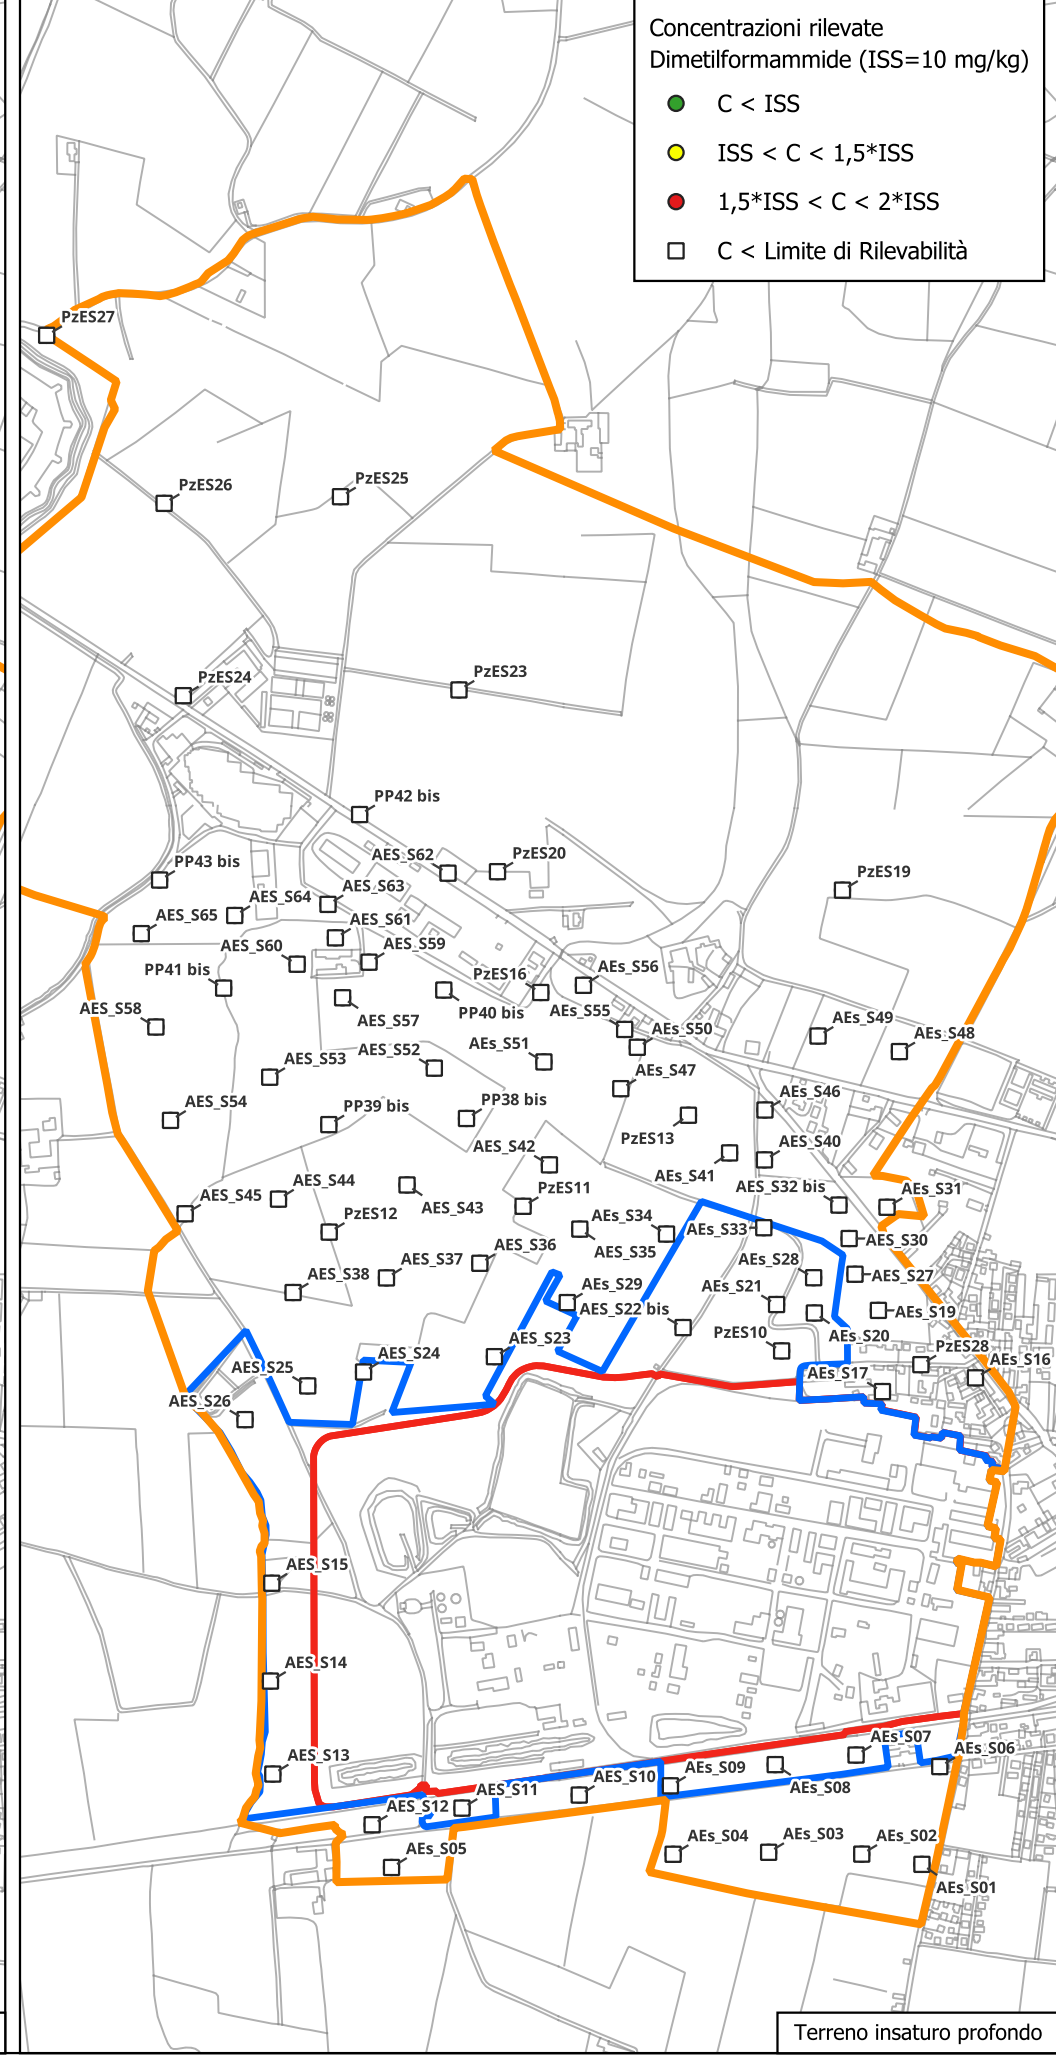 Concentrazioni rilevate
Dimetilformammide (ISS=10 mg/kg)
C < ISS
ISS < C < 1,5*ISS
1,5*ISS < C < 2*ISS
C < Limite di Rilevabilità
PzES27
PzES26
PzES25
PzES24
PzES23
PP42 bis
AES_S62
PzES20
PP43 bis
PzES19
AES_S63
AES_S64
AES_S65
AES_S61
AES_S60
AES_S59
PP41 bis
PzES16
AEs_S56
AES_S58
AES_S57
PP40 bis
AEs_S55
AEs_S50
AEs_S49
AEs_S48
AES_S53
AES_S52
AEs_S51
AEs_S47
AEs_S46
AES_S54
PP39 bis
PP38 bis
PzES13
AES_S42
AEs_S41
AEs_S40
AES_S44
AES_S45
AES_S43
PzES11
AES_S32 bis
AEs_S31
PzES12
AEs_S34
AEs_S33
AES_S35
AEs_S30
AES_S36
AES_S37
AEs_S28
AEs_S27
AES_S38
AEs_S29
AES_S22 bis
AEs_S21
AEs_S19
AEs_S20
PzES10
AES_S23
AES_S24
PzES28
AEs_S16
AES_S25
AEs_S17
AES_S26
AES_S15
AES_S14
AES_S13
AEs_S07
AEs_S06
AEs_S09
AEs_S08
AES_S10
AES_S11
AES_S12
AEs_S05
AEs_S04
AEs_S03
AEs_S02
AEs_S01
Terreno insaturo profondo